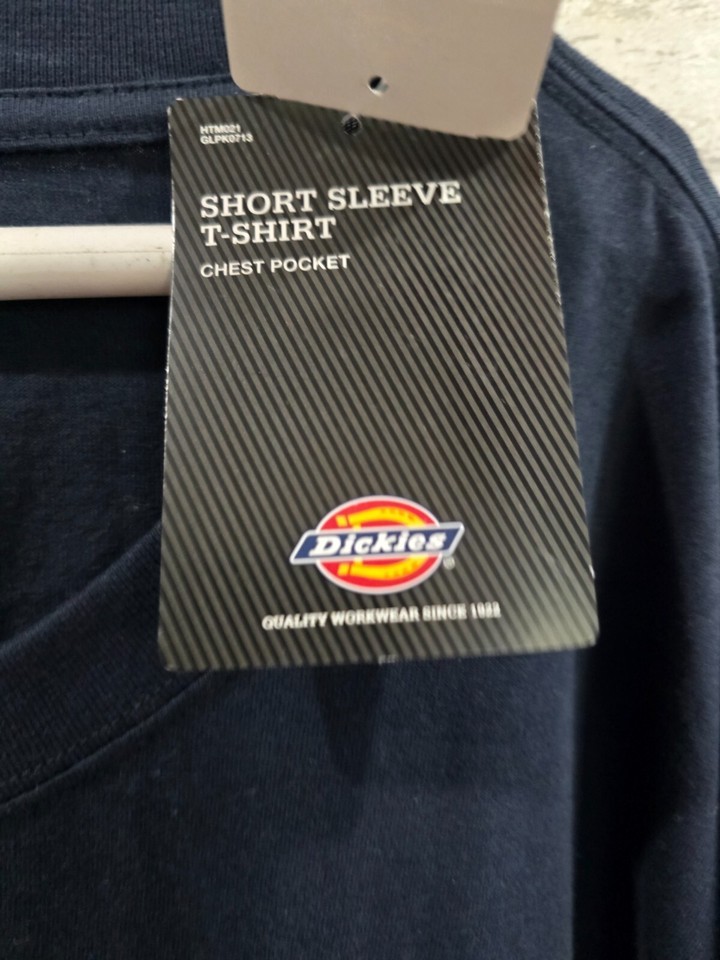 HTM021
GLPK0713
SHORT SLEEVE
T-SHIRT
CHEST POCKET
Dickies
®
QUALITY WORKWEAR SINCE 1922